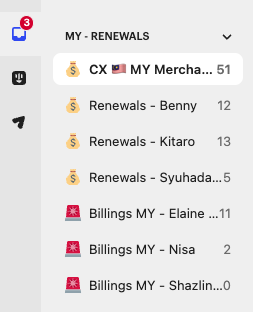 3
MY - RENEWALS
CX 🇲🇾 MY Mercha... 51
Renewals - Benny 12
Renewals - Kitaro 13
Renewals - Syuhada... 5
Billings MY - Elaine ... 11
Billings MY - Nisa 2
Billings MY - Shazlin... 0